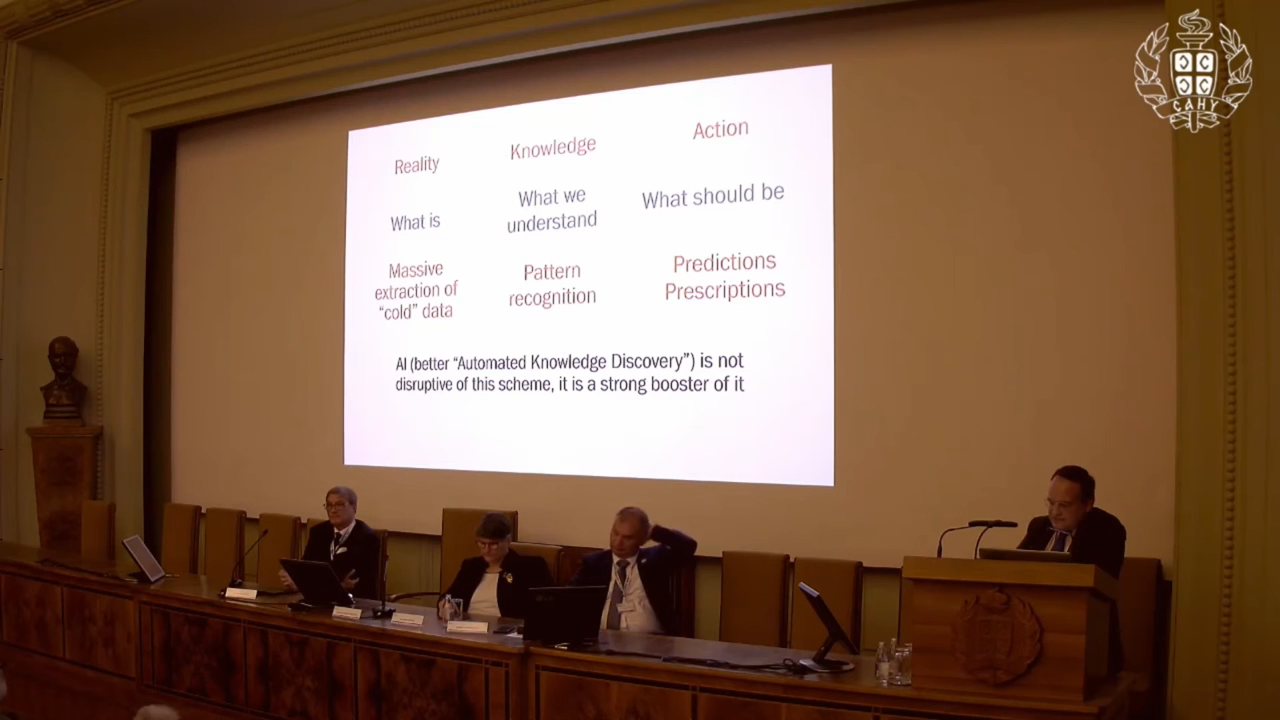 Reality
Knowledge
Action
What is
What we
understand
What should be
Massive
extraction of
“cold” data
Pattern
recognition
Predictions
Prescriptions
AI (better “Automated Knowledge Discovery”) is not
disruptive of this scheme, it is a strong booster of it
САНУ